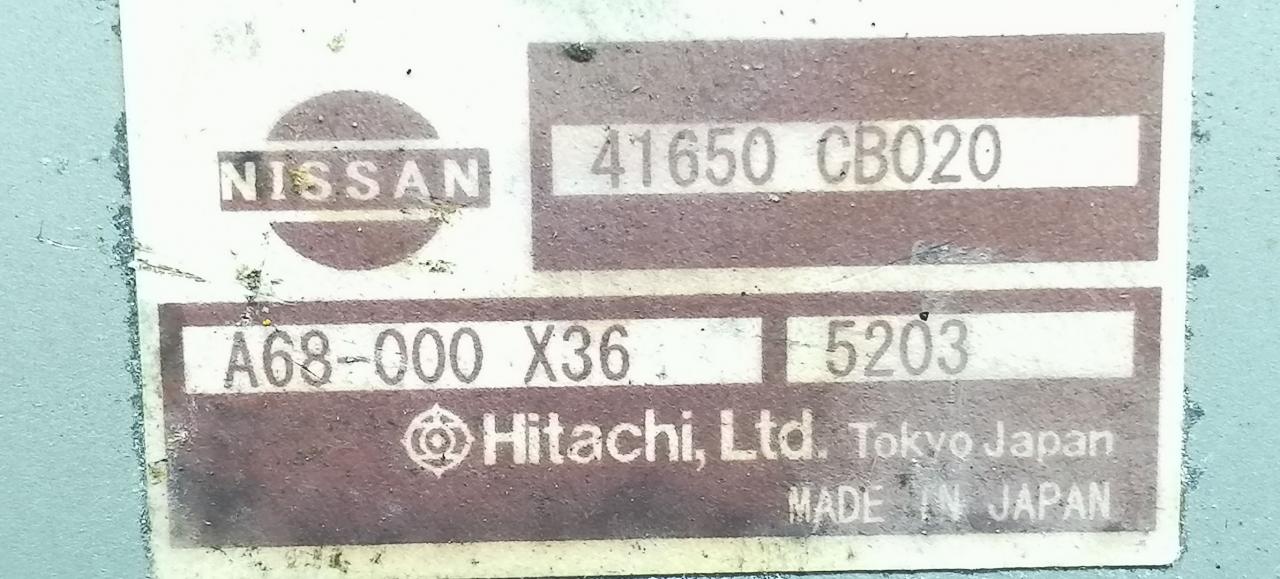 NISSAN
41650 CB020
A68-000 X36
5203
Hitachi, Ltd. Tokyo Japan
MADE IN JAPAN